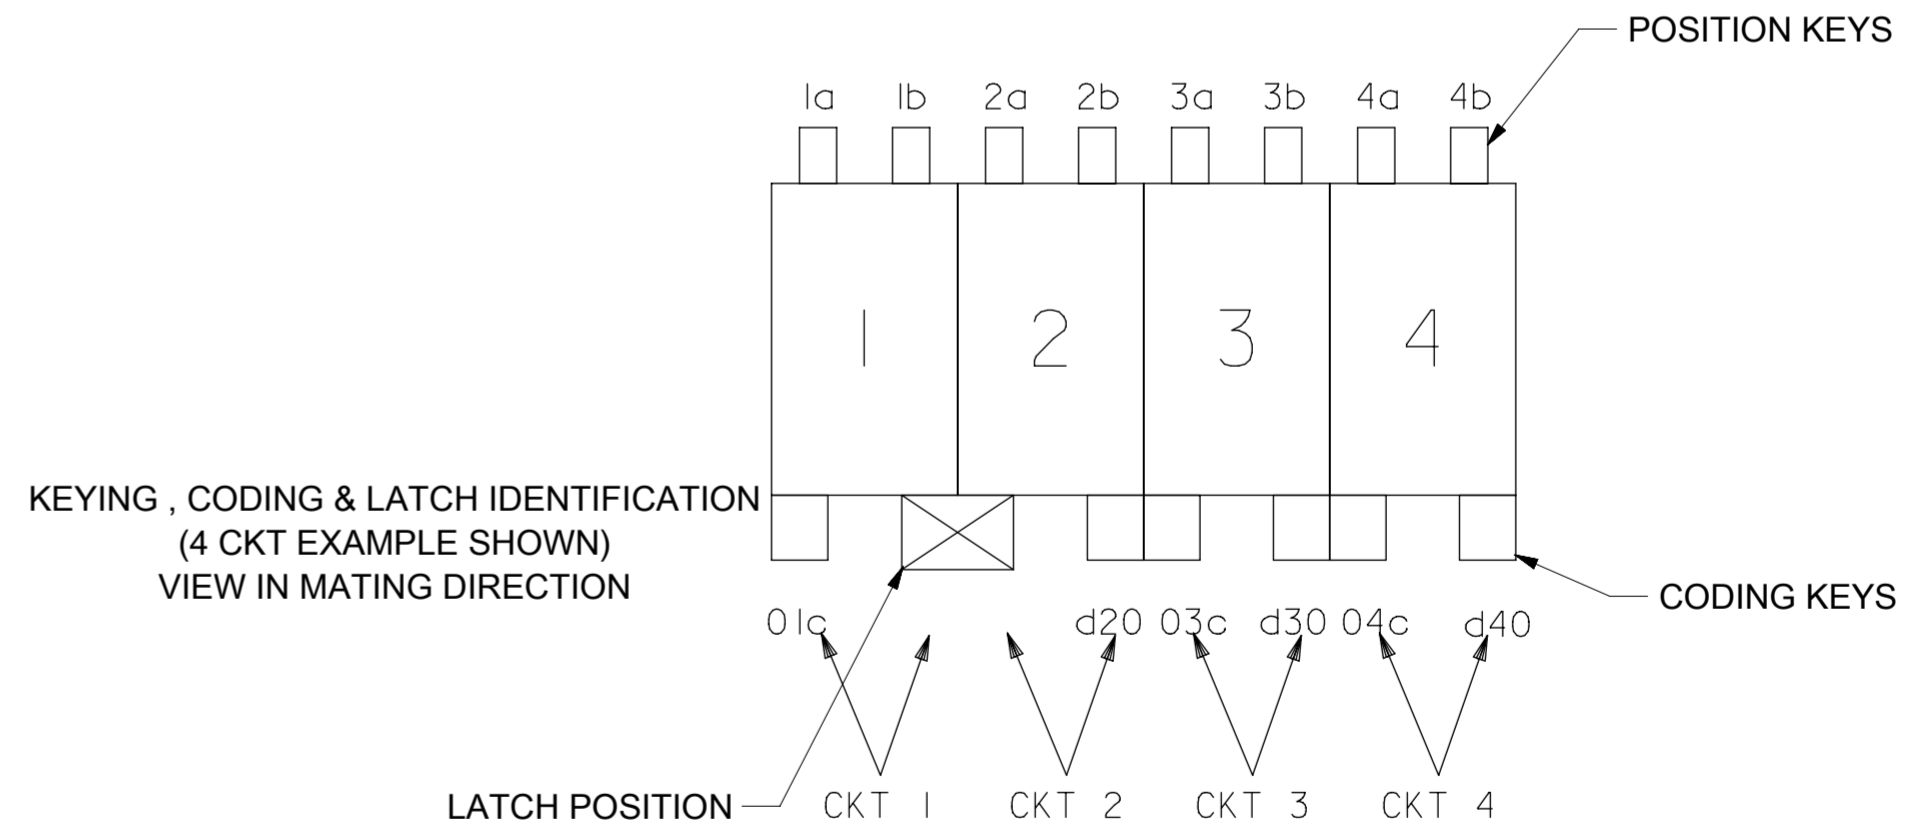 POSITION KEYS
1a 1b 2a 2b 3a 3b 4a 4b
1 2 3 4
KEYING , CODING & LATCH IDENTIFICATION
(4 CKT EXAMPLE SHOWN)
VIEW IN MATING DIRECTION
CODING KEYS
01c d20 03c d30 04c d40
LATCH POSITION
CKT 1 CKT 2 CKT 3 CKT 4